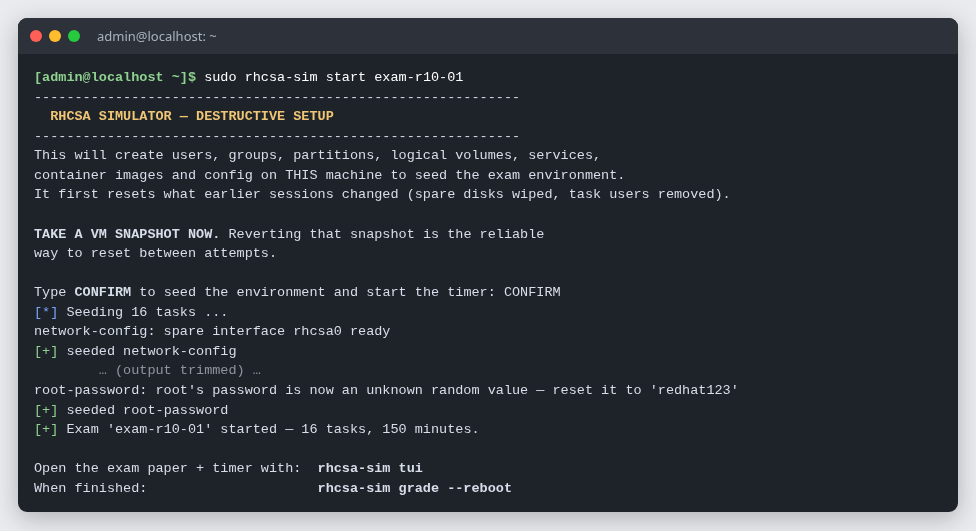 admin@localhost: ~
[admin@localhost ~]$ sudo rhcsa-sim start exam-r10-01
------------------------------------------------------------
RHCSA SIMULATOR — DESTRUCTIVE SETUP
------------------------------------------------------------
This will create users, groups, partitions, logical volumes, services,
container images and config on THIS machine to seed the exam environment.
It first resets what earlier sessions changed (spare disks wiped, task users removed).
TAKE A VM SNAPSHOT NOW. Reverting that snapshot is the reliable
way to reset between attempts.
Type CONFIRM to seed the environment and start the timer: CONFIRM
[*] Seeding 16 tasks ...
network-config: spare interface rhcsa0 ready
[+] seeded network-config
… (output trimmed) …
root-password: root's password is now an unknown random value — reset it to 'redhat123'
[+] seeded root-password
[+] Exam 'exam-r10-01' started — 16 tasks, 150 minutes.
Open the exam paper + timer with:  rhcsa-sim tui
When finished:                     rhcsa-sim grade --reboot